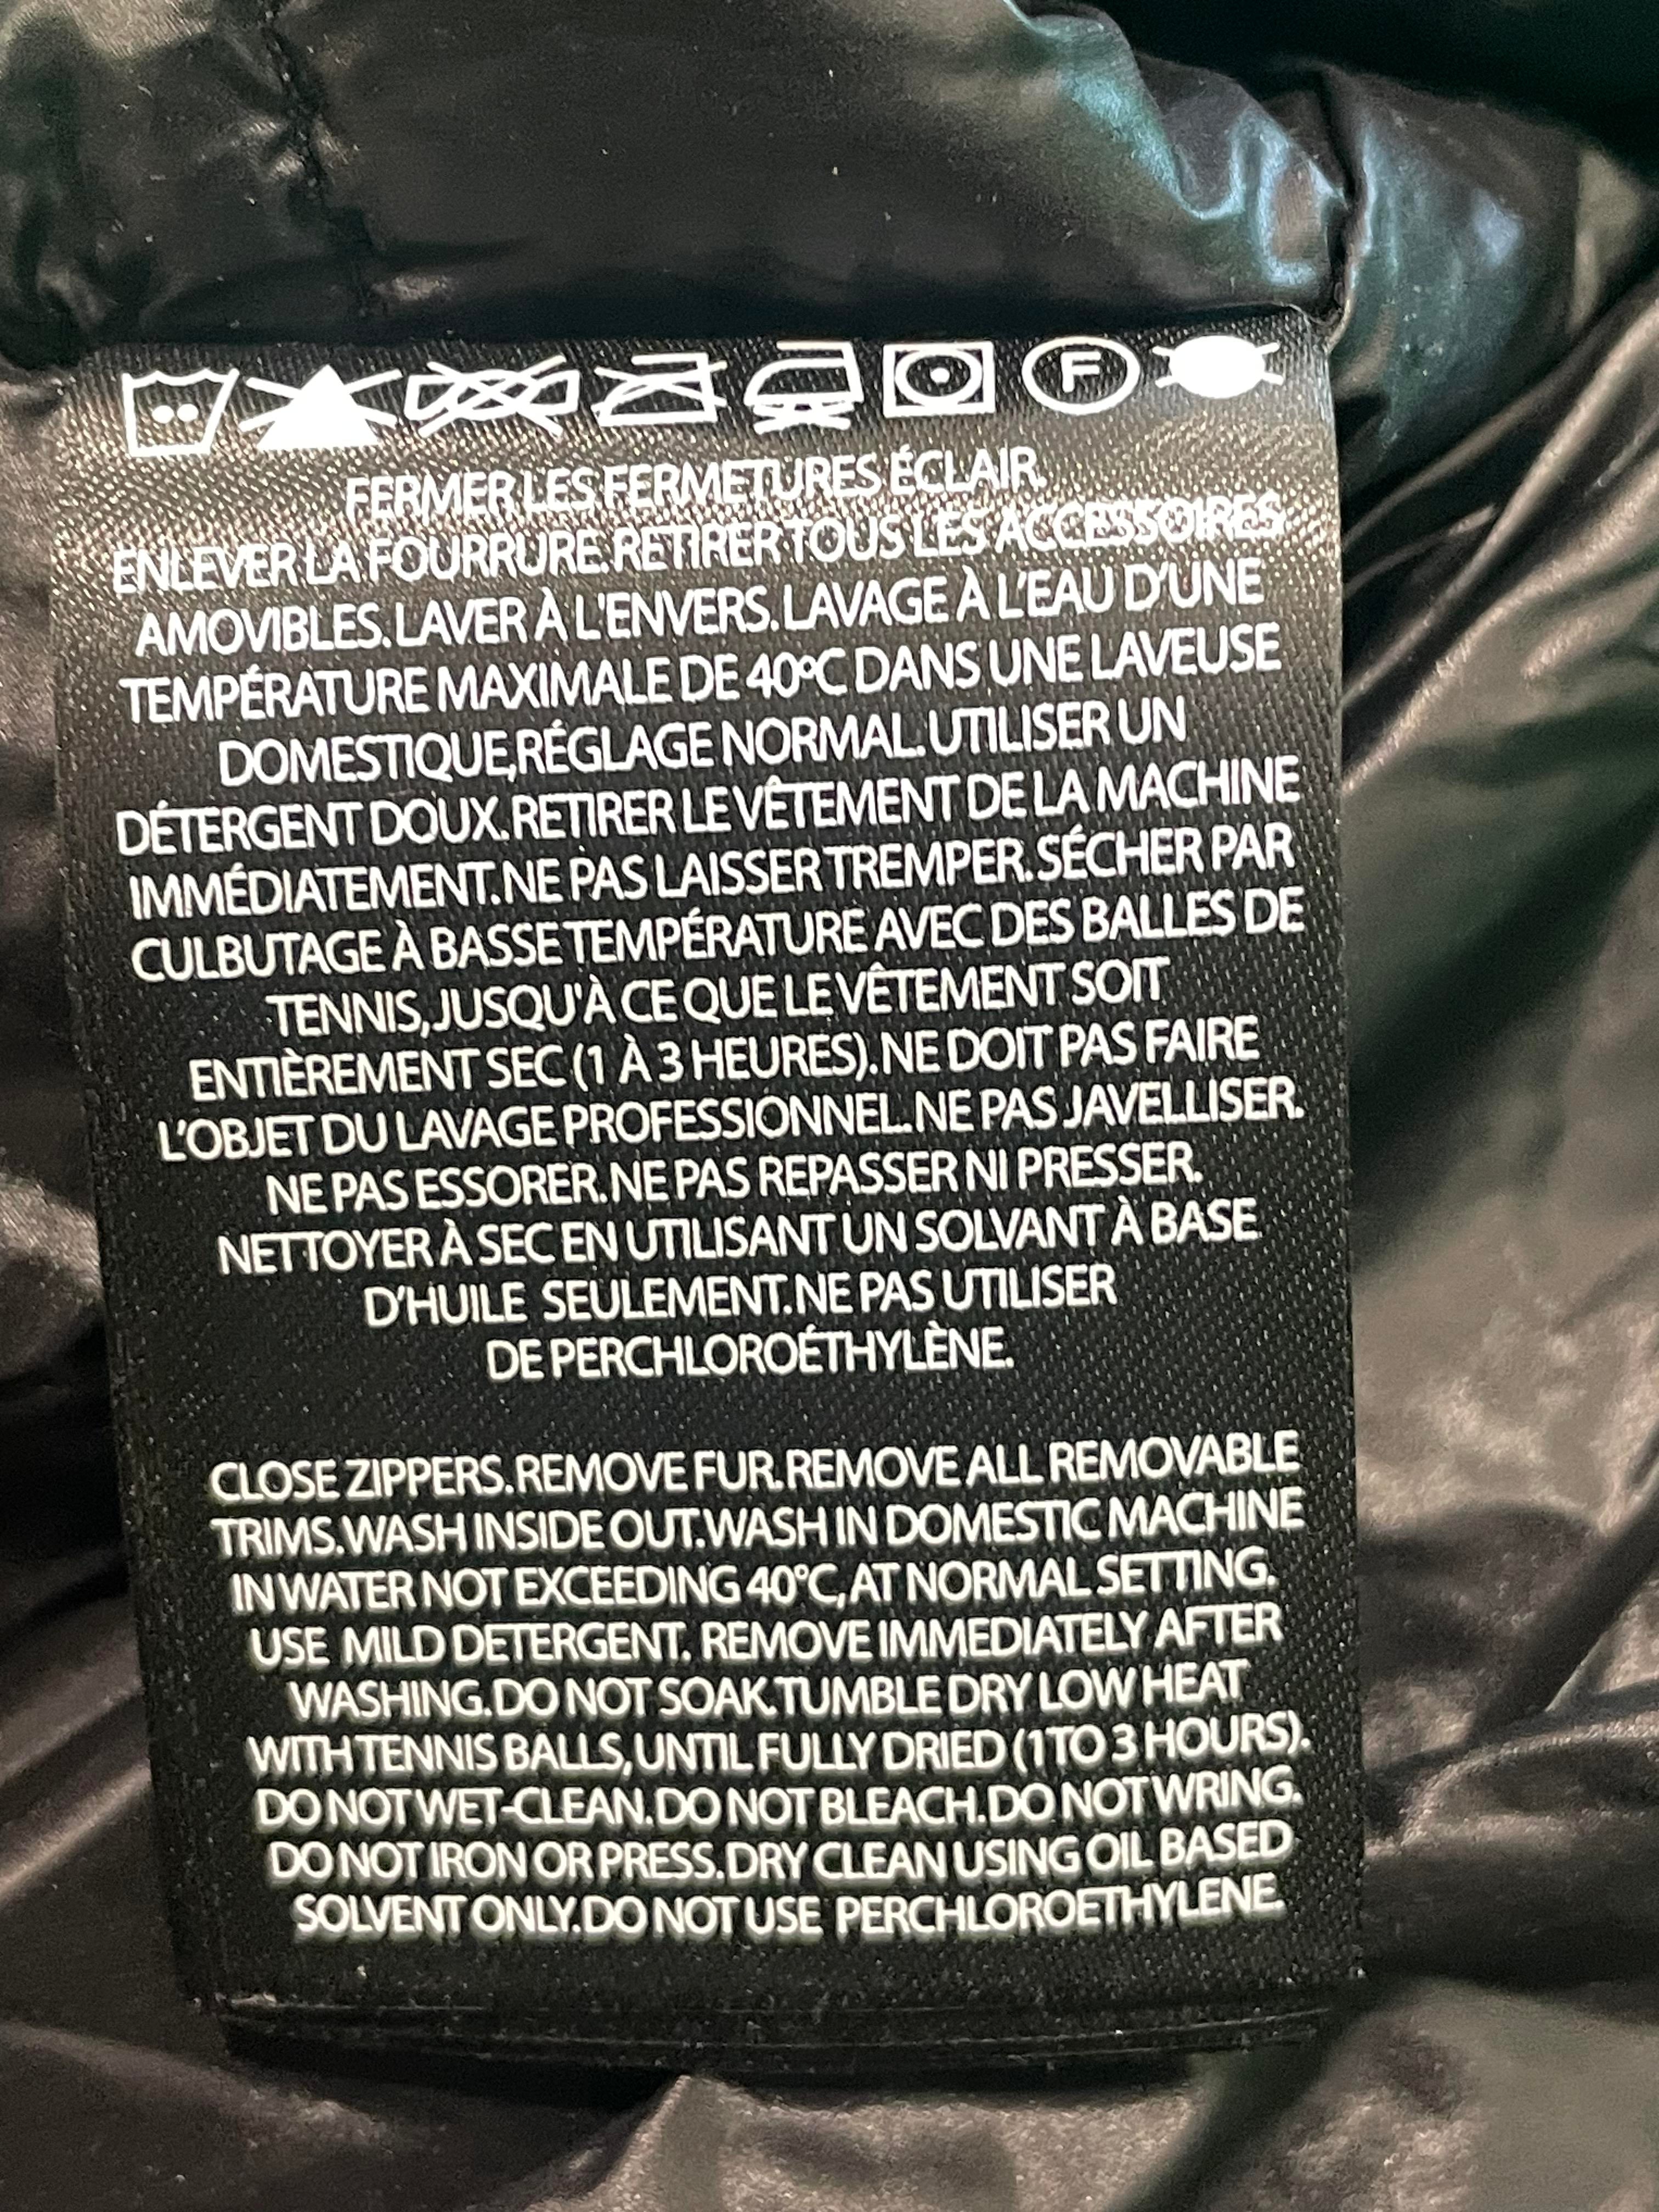 F
FERMER LES FERMETURES ÉCLAIR.
ENLEVER LA FOURRURE. RETIRER TOUS LES ACCESSOIRES
AMOVIBLES. LAVER À L'ENVERS. LAVAGE À L'EAU D'UNE
TEMPÉRATURE MAXIMALE DE 40°C DANS UNE LAVEUSE
DOMESTIQUE, RÉGLAGE NORMAL. UTILISER UN
DÉTERGENT DOUX. RETIRER LE VÊTEMENT DE LA MACHINE
IMMÉDIATEMENT. NE PAS LAISSER TREMPER. SÉCHER PAR
CULBUTAGE À BASSE TEMPÉRATURE AVEC DES BALLES DE
TENNIS, JUSQU'À CE QUE LE VÊTEMENT SOIT
ENTIÈREMENT SEC (1 À 3 HEURES). NE DOIT PAS FAIRE
L'OBJET DU LAVAGE PROFESSIONNEL. NE PAS JAVELLISER.
NE PAS ESSORER. NE PAS REPASSER NI PRESSER.
NETTOYER À SEC EN UTILISANT UN SOLVANT À BASE
D'HUILE SEULEMENT. NE PAS UTILISER
DE PERCHLOROÉTHYLÈNE.
CLOSE ZIPPERS. REMOVE FUR. REMOVE ALL REMOVABLE
TRIMS. WASH INSIDE OUT. WASH IN DOMESTIC MACHINE
IN WATER NOT EXCEEDING 40°C, AT NORMAL SETTING.
USE MILD DETERGENT. REMOVE IMMEDIATELY AFTER
WASHING. DO NOT SOAK. TUMBLE DRY LOW HEAT
WITH TENNIS BALLS, UNTIL FULLY DRIED (1 TO 3 HOURS).
DO NOT WET-CLEAN. DO NOT BLEACH. DO NOT WRING.
DO NOT IRON OR PRESS. DRY CLEAN USING OIL BASED
SOLVENT ONLY. DO NOT USE PERCHLOROETHYLENE.